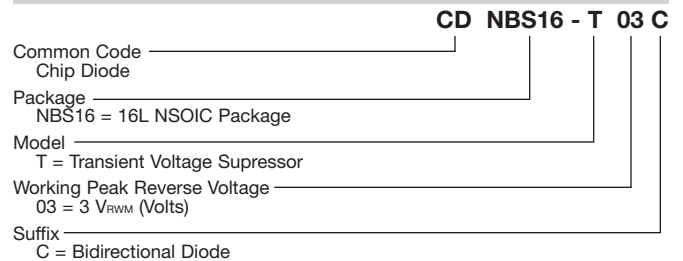 CD NBS16 - T 03 C
Common Code
Chip Diode
Package
NBS16 = 16L NSOIC Package
Model
T = Transient Voltage Supressor
Working Peak Reverse Voltage
03 = 3 VRWM (Volts)
Suffix
C = Bidirectional Diode